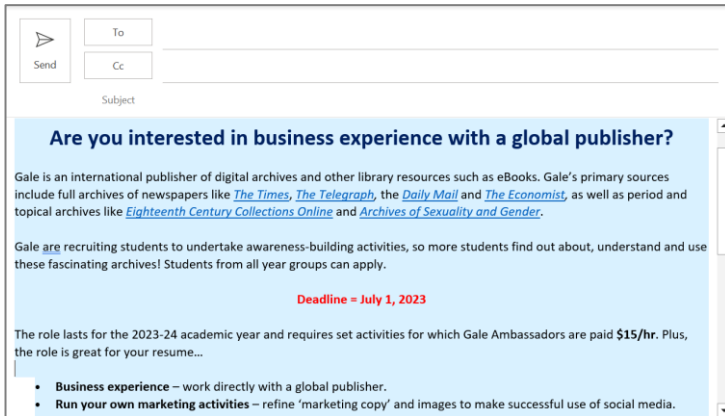 Send
To
Cc
Subject
Are you interested in business experience with a global publisher?
Gale is an international publisher of digital archives and other library resources such as eBooks. Gale’s primary sources
include full archives of newspapers like The Times, The Telegraph, the Daily Mail and The Economist, as well as period and
topical archives like Eighteenth Century Collections Online and Archives of Sexuality and Gender.
Gale are recruiting students to undertake awareness-building activities, so more students find out about, understand and use
these fascinating archives! Students from all year groups can apply.
Deadline = July 1, 2023
The role lasts for the 2023-24 academic year and requires set activities for which Gale Ambassadors are paid $15/hr. Plus,
the role is great for your resume…
• Business experience – work directly with a global publisher.
• Run your own marketing activities – refine ‘marketing copy’ and images to make successful use of social media.